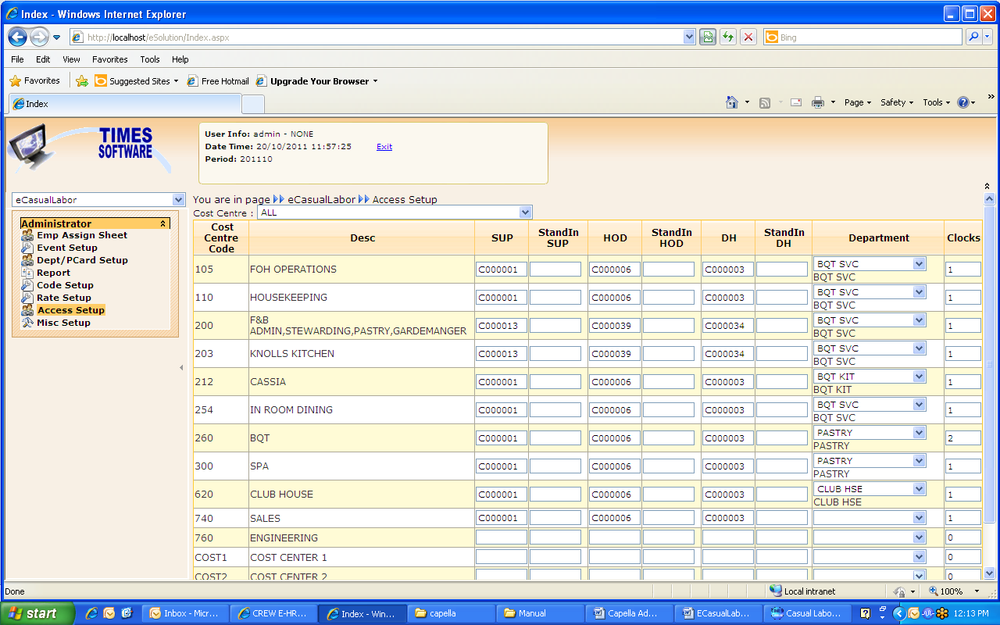 Index - Windows Internet Explorer
http://localhost/eSolution/Index.aspx
Bing
File Edit View Favorites Tools Help
Favorites Suggested Sites Free Hotmail Upgrade Your Browser
Index
Page Safety Tools
TIMES
SOFTWARE
User Info: admin - NONE
Date Time: 20/10/2011 11:57:25 Exit
Period: 201110
eCasualLabor
Administrator
Emp Assign Sheet
Event Setup
Dept/PCard Setup
Report
Code Setup
Rate Setup
Access Setup
Misc Setup
You are in page eCasualLabor Access Setup
Cost Centre : ALL
Cost Centre Code Desc SUP StandIn SUP HOD StandIn HOD DH StandIn DH Department Clocks
105 FOH OPERATIONS C000001 C000006 C000003 BQT SVC 1
BQT SVC
110 HOUSEKEEPING C000001 C000006 C000003 BQT SVC 1
BQT SVC
200 F&B ADMIN,STEWARDING,PASTRY,GARDEMANGER C000013 C000039 C000034 BQT SVC 1
BQT SVC
203 KNOLLS KITCHEN C000013 C000039 C000034 BQT SVC 1
BQT SVC
212 CASSIA C000001 C000006 C000003 BQT KIT 1
BQT KIT
254 IN ROOM DINING C000001 C000006 C000003 BQT SVC 1
BQT SVC
260 BQT C000001 C000006 C000003 PASTRY 2
PASTRY
300 SPA C000001 C000006 C000003 PASTRY 1
PASTRY
620 CLUB HOUSE C000001 C000006 C000003 CLUB HSE 1
CLUB HSE
740 SALES C000001 C000006 C000003 1
760 ENGINEERING 0
COST1 COST CENTER 1 0
COST2 COST CENTER 2 0
Done Local intranet 100%
start Inbox - Micr... CREW E-HR... Index - Win... capella Manual Capella Ad... ECasualLab... Casual Labo... 12:13 PM